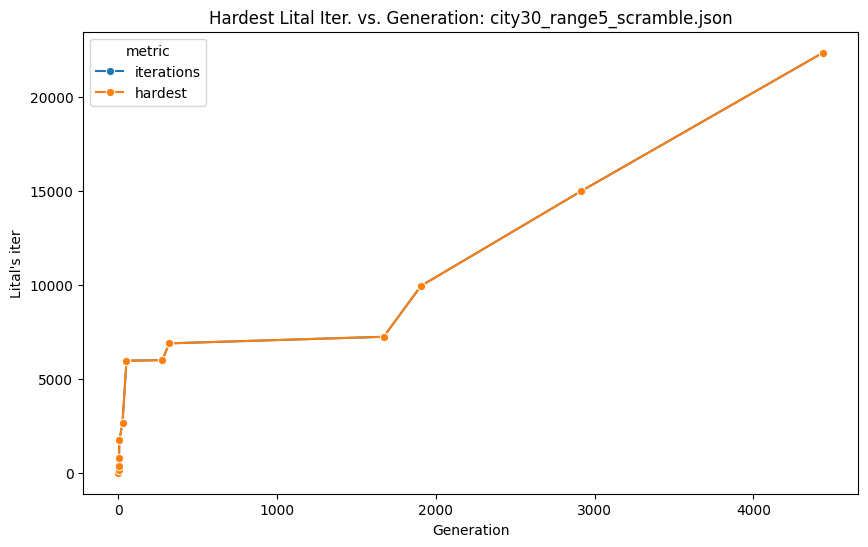 Hardest Lital Iter. vs. Generation: city30_range5_scramble.json
metric
iterations
hardest
20000
15000
10000
5000
0
Lital's iter
0 1000 2000 3000 4000
Generation